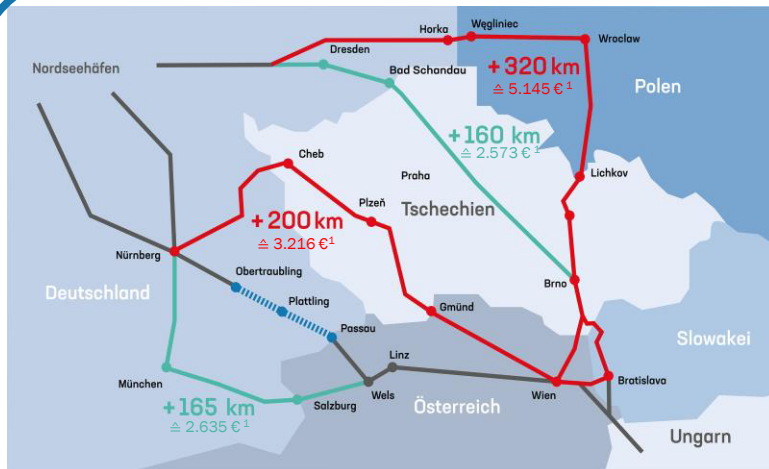 Horka
Węgliniec
Wroclaw
Dresden
Nordseehäfen
Bad Schandau
+320 km
≙ 5.145 €¹
Polen
+160 km
≙ 2.573 €¹
Cheb
Praha
Lichkov
Plzeň
Tschechien
+200 km
≙ 3.216 €¹
Nürnberg
Obertraubling
Brno
Deutschland
Plattling
Gmünd
Passau
Slowakei
Linz
München
Bratislava
+165 km
≙ 2.635 €¹
Salzburg
Wels
Österreich
Wien
Ungarn